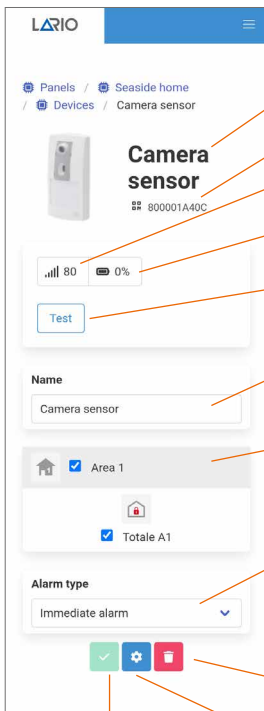 LARIO
Panels / Seaside home
/ Devices / Camera sensor
Camera
sensor
800001A40C
80 0%
Test
Name
Camera sensor
Area 1
Totale A1
Alarm type
Immediate alarm